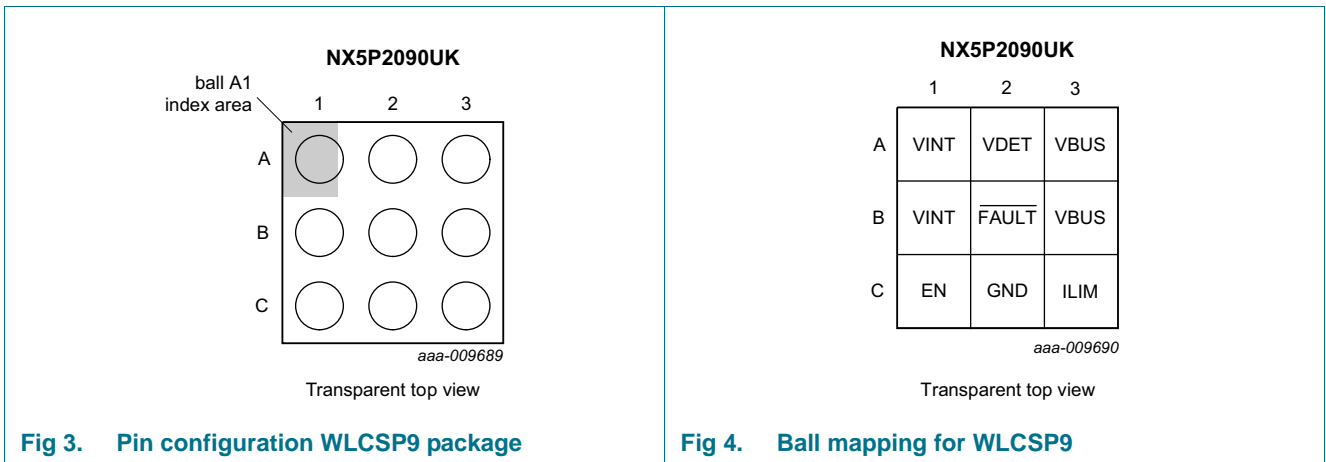 NX5P2090UK
ball A1
index area
1 2 3
A
B
C
aaa-009689
Transparent top view
Fig 3. Pin configuration WLCSP9 package
NX5P2090UK
1 2 3
A VINT VDET VBUS
B VINT FAULT VBUS
C EN GND ILIM
aaa-009690
Transparent top view
Fig 4. Ball mapping for WLCSP9